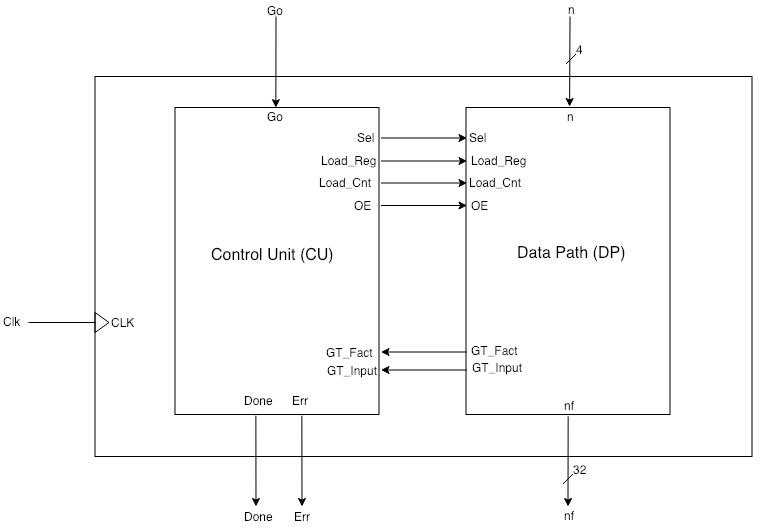 Go n
4
Go n
Sel Sel
Load_Reg Load_Reg
Load_Cnt Load_Cnt
OE OE
Control Unit (CU) Data Path (DP)
Clk CLK
GT_Fact GT_Fact
GT_Input GT_Input
Done Err nf
32
Done Err nf